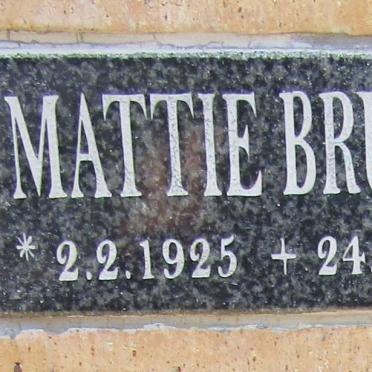 MATTIE BRU
* 2.2.1925 + 24.